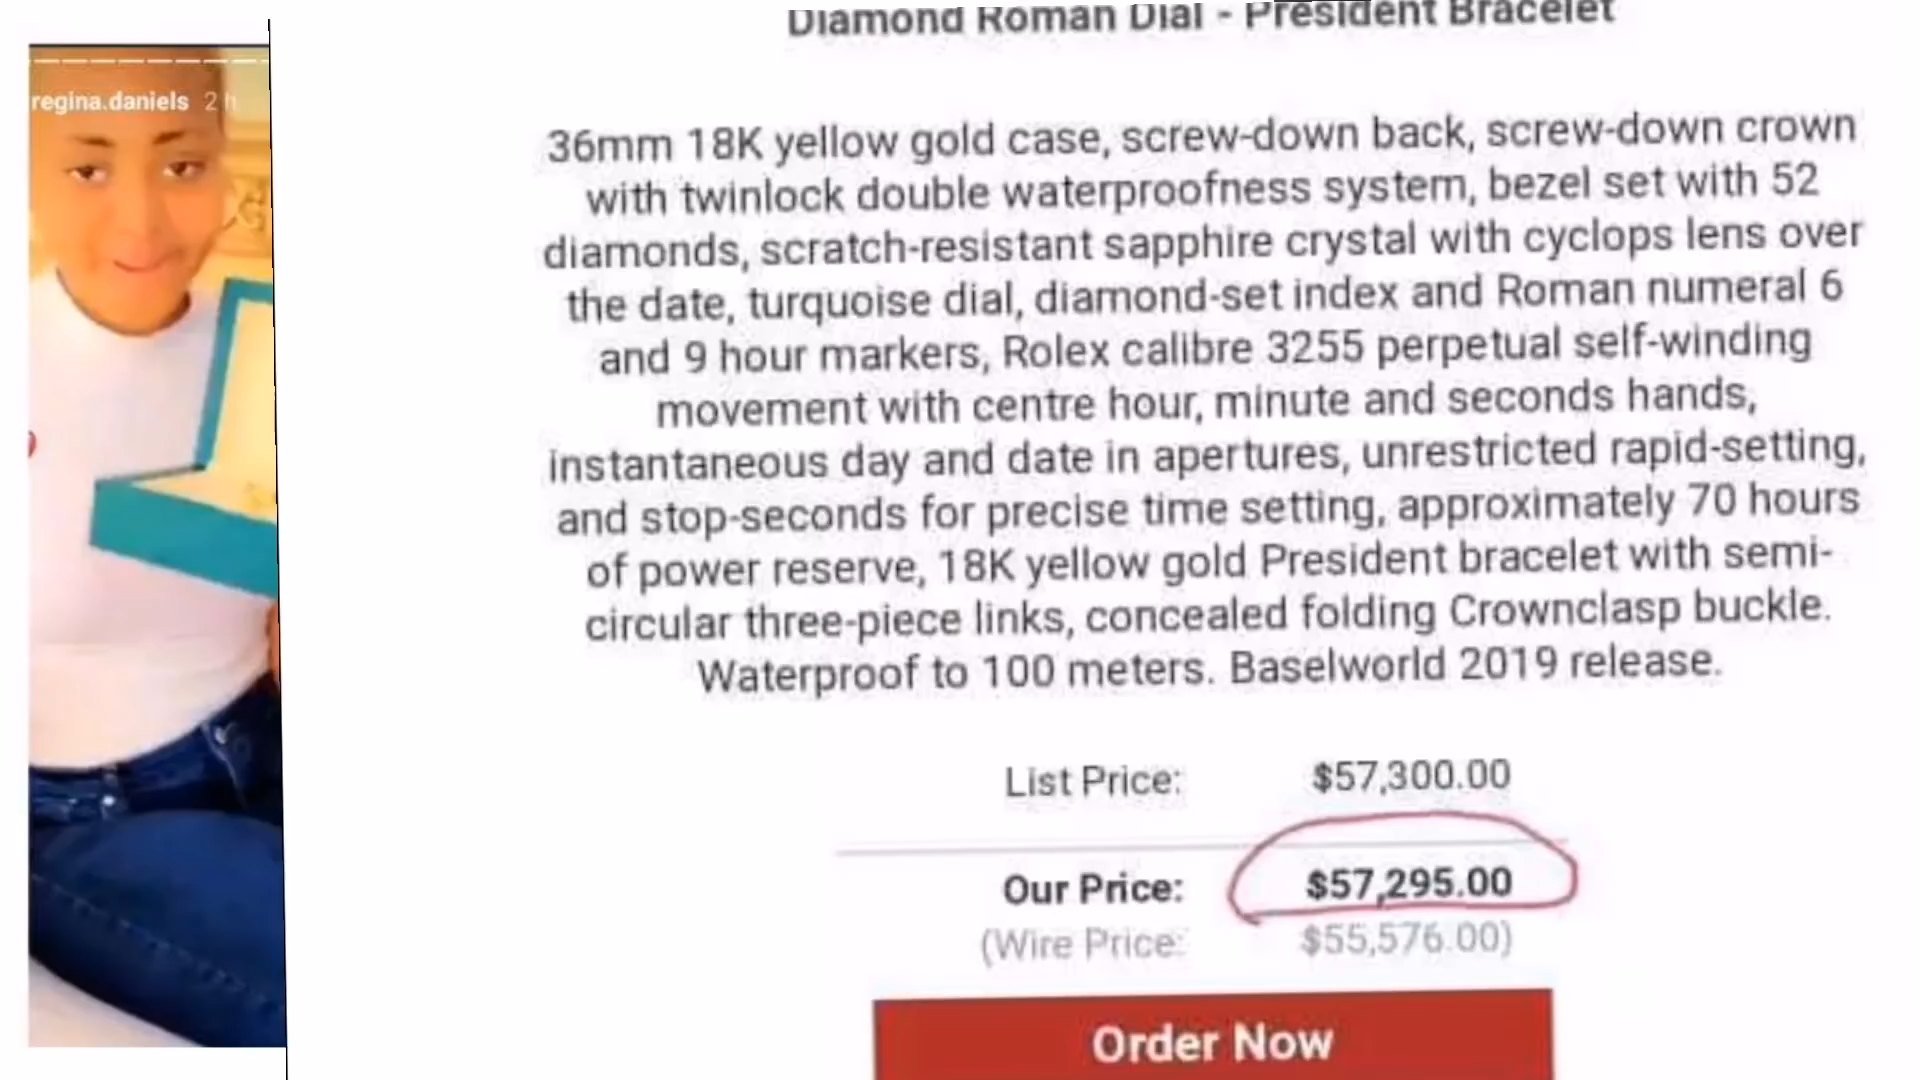 regina.daniels 2 h
Diamond Roman Dial - President Bracelet
36mm 18K yellow gold case, screw-down back, screw-down crown
with twinlock double waterproofness system, bezel set with 52
diamonds, scratch-resistant sapphire crystal with cyclops lens over
the date, turquoise dial, diamond-set index and Roman numeral 6
and 9 hour markers, Rolex calibre 3255 perpetual self-winding
movement with centre hour, minute and seconds hands,
instantaneous day and date in apertures, unrestricted rapid-setting,
and stop-seconds for precise time setting, approximately 70 hours
of power reserve, 18K yellow gold President bracelet with semi-
circular three-piece links, concealed folding Crownclasp buckle.
Waterproof to 100 meters. Baselworld 2019 release.
List Price: $57,300.00
Our Price: $57,295.00
(Wire Price: $55,576.00)
Order Now